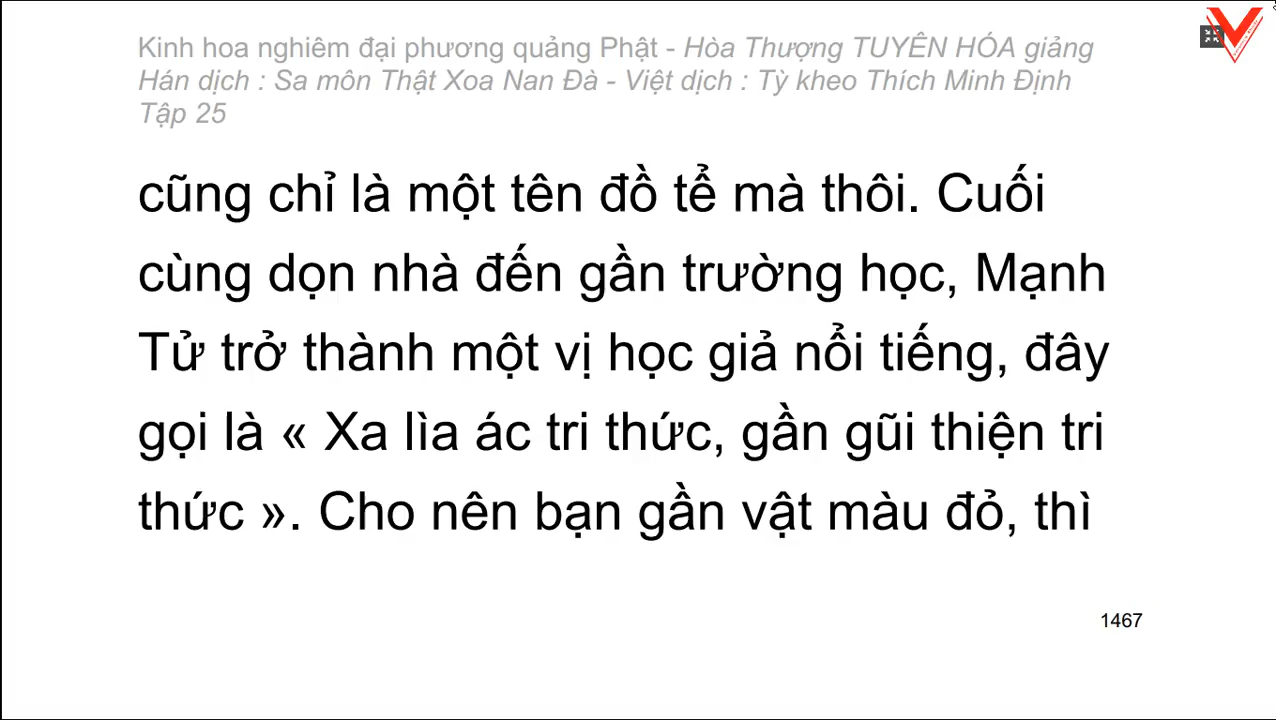 Kinh hoa nghiêm đại phương quảng Phật - Hòa Thượng TUYÊN HÓA giảng
Hán dịch : Sa môn Thật Xoa Nan Đà - Việt dịch : Tỳ kheo Thích Minh Định
Tập 25
cũng chỉ là một tên đồ tể mà thôi. Cuối
cùng dọn nhà đến gần trường học, Mạnh
Tử trở thành một vị học giả nổi tiếng, đây
gọi là « Xa lìa ác tri thức, gần gũi thiện tri
thức ». Cho nên bạn gần vật màu đỏ, thì
1467